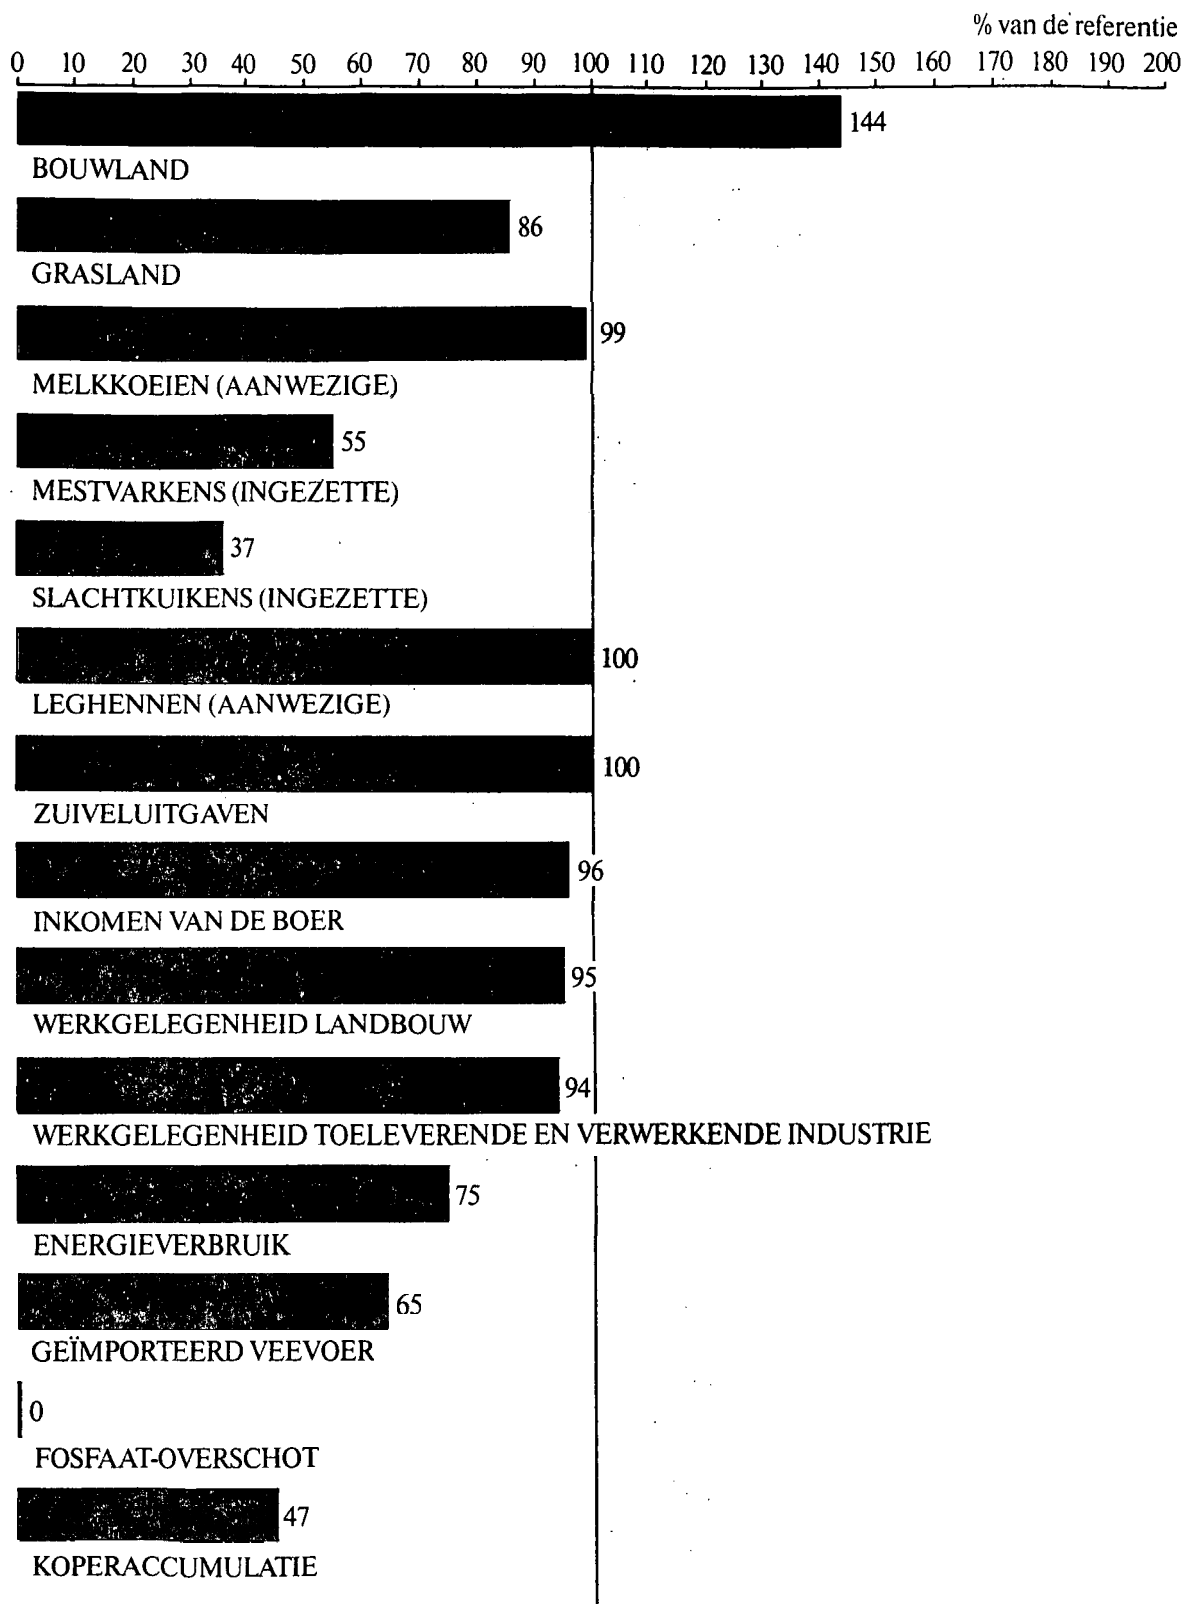 % van de referentie
0 10 20 30 40 50 60 70 80 90 100 110 120 130 140 150 160 170 180 190 200
144
BOUWLAND
86
GRASLAND
99
MELKKOEIEN (AANWEZIGE)
55
MESTVARKENS (INGEZETTE)
37
SLACHTKUIKENS (INGEZETTE)
100
LEGHENNEN (AANWEZIGE)
100
ZUIVELUITGAVEN
96
INKOMEN VAN DE BOER
95
WERKGELEGENHEID LANDBOUW
94
WERKGELEGENHEID TOELEVERENDE EN VERWERKENDE INDUSTRIE
75
ENERGIEVERBRUIK
65
GEÏMPORTEERD VEEVOER
0
FOSFAAT-OVERSCHOT
47
KOPERACCUMULATIE